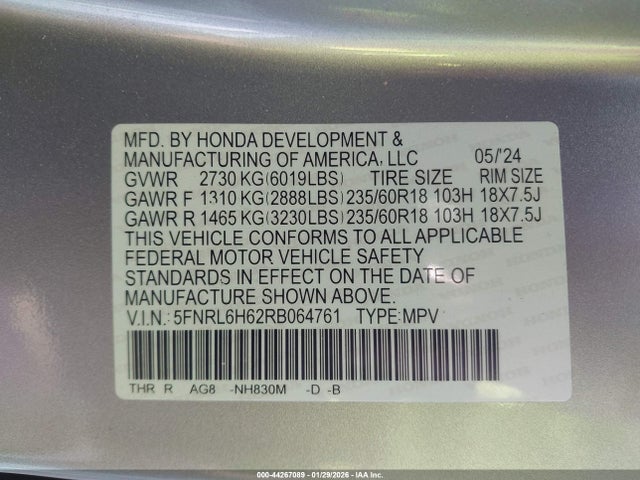 MFD. BY HONDA DEVELOPMENT &
MANUFACTURING OF AMERICA, LLC 05/'24
GVWR 2730 KG(6019LBS) TIRE SIZE RIM SIZE
GAWR F 1310 KG(2888LBS) 235/60R18 103H 18X7.5J
GAWR R 1465 KG(3230LBS) 235/60R18 103H 18X7.5J
THIS VEHICLE CONFORMS TO ALL APPLICABLE
FEDERAL MOTOR VEHICLE SAFETY
STANDARDS IN EFFECT ON THE DATE OF
MANUFACTURE SHOWN ABOVE.
V.I.N.: 5FNRL6H62RB064761 TYPE:MPV
THR R AG8 -NH830M -D -B
000-44267089 - 01/29/2026 - IAA Inc.